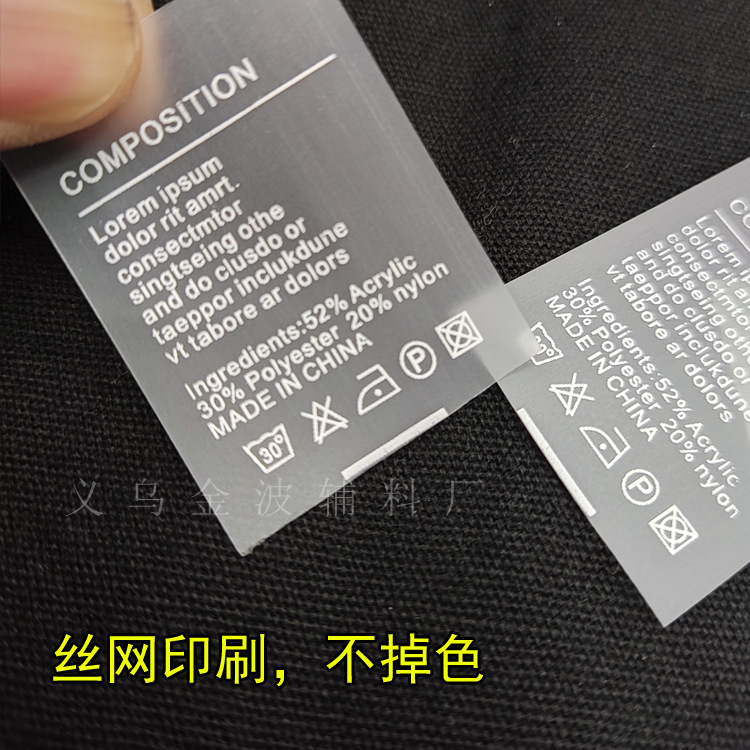 COMPOSITION
Lorem ipsum
dolor rit amrt.
consectmtor
singtseing othe
and do clusdo or
taeppor inclukdune
vt tabore ar dolors
Ingredients:52% Acrylic
30% Polyester 20% nylon
MADE IN CHINA
30°
P
C
Lorem ipsum
dolor rit amrt.
consectmtor
singtseing othe
and do clusdo or
taeppor inclukdune
vt tabore ar dolors
Ingredients:52% Acrylic
30% Polyester 20% nylon
MADE IN CHINA
30°
P
义乌金波辅料厂
丝网印刷，不掉色